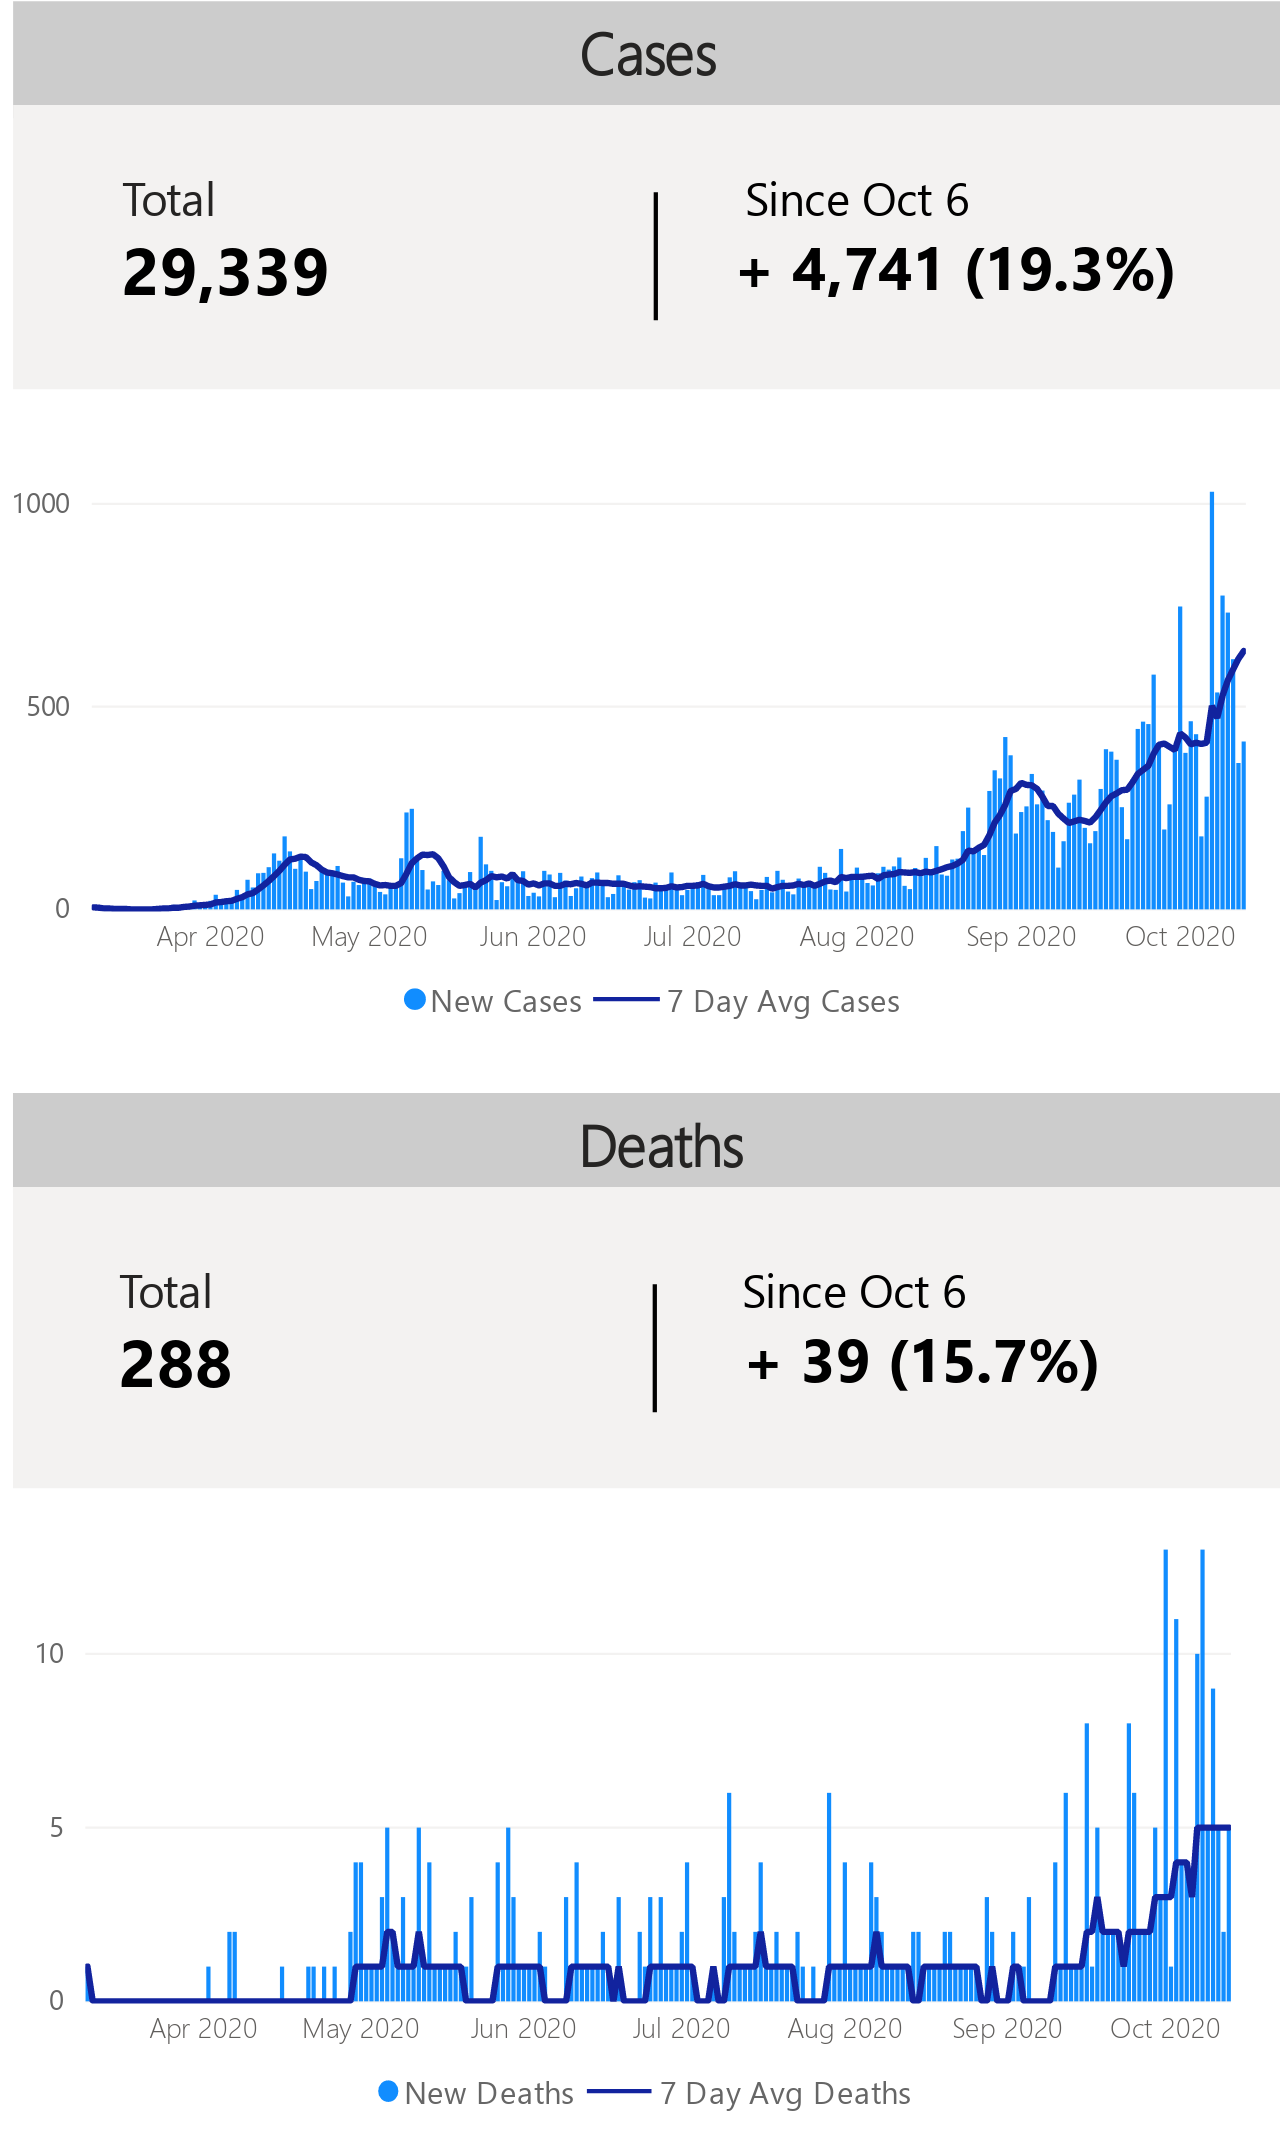 Cases
Total
Since Oct 6
29,339
+ 4,741 (19.3%)
1000
500
0
Apr 2020 May 2020 Jun 2020 Jul 2020 Aug 2020 Sep 2020 Oct 2020
New Cases 7 Day Avg Cases
Deaths
Total
Since Oct 6
288
+ 39 (15.7%)
10
5
0
Apr 2020 May 2020 Jun 2020 Jul 2020 Aug 2020 Sep 2020 Oct 2020
New Deaths 7 Day Avg Deaths